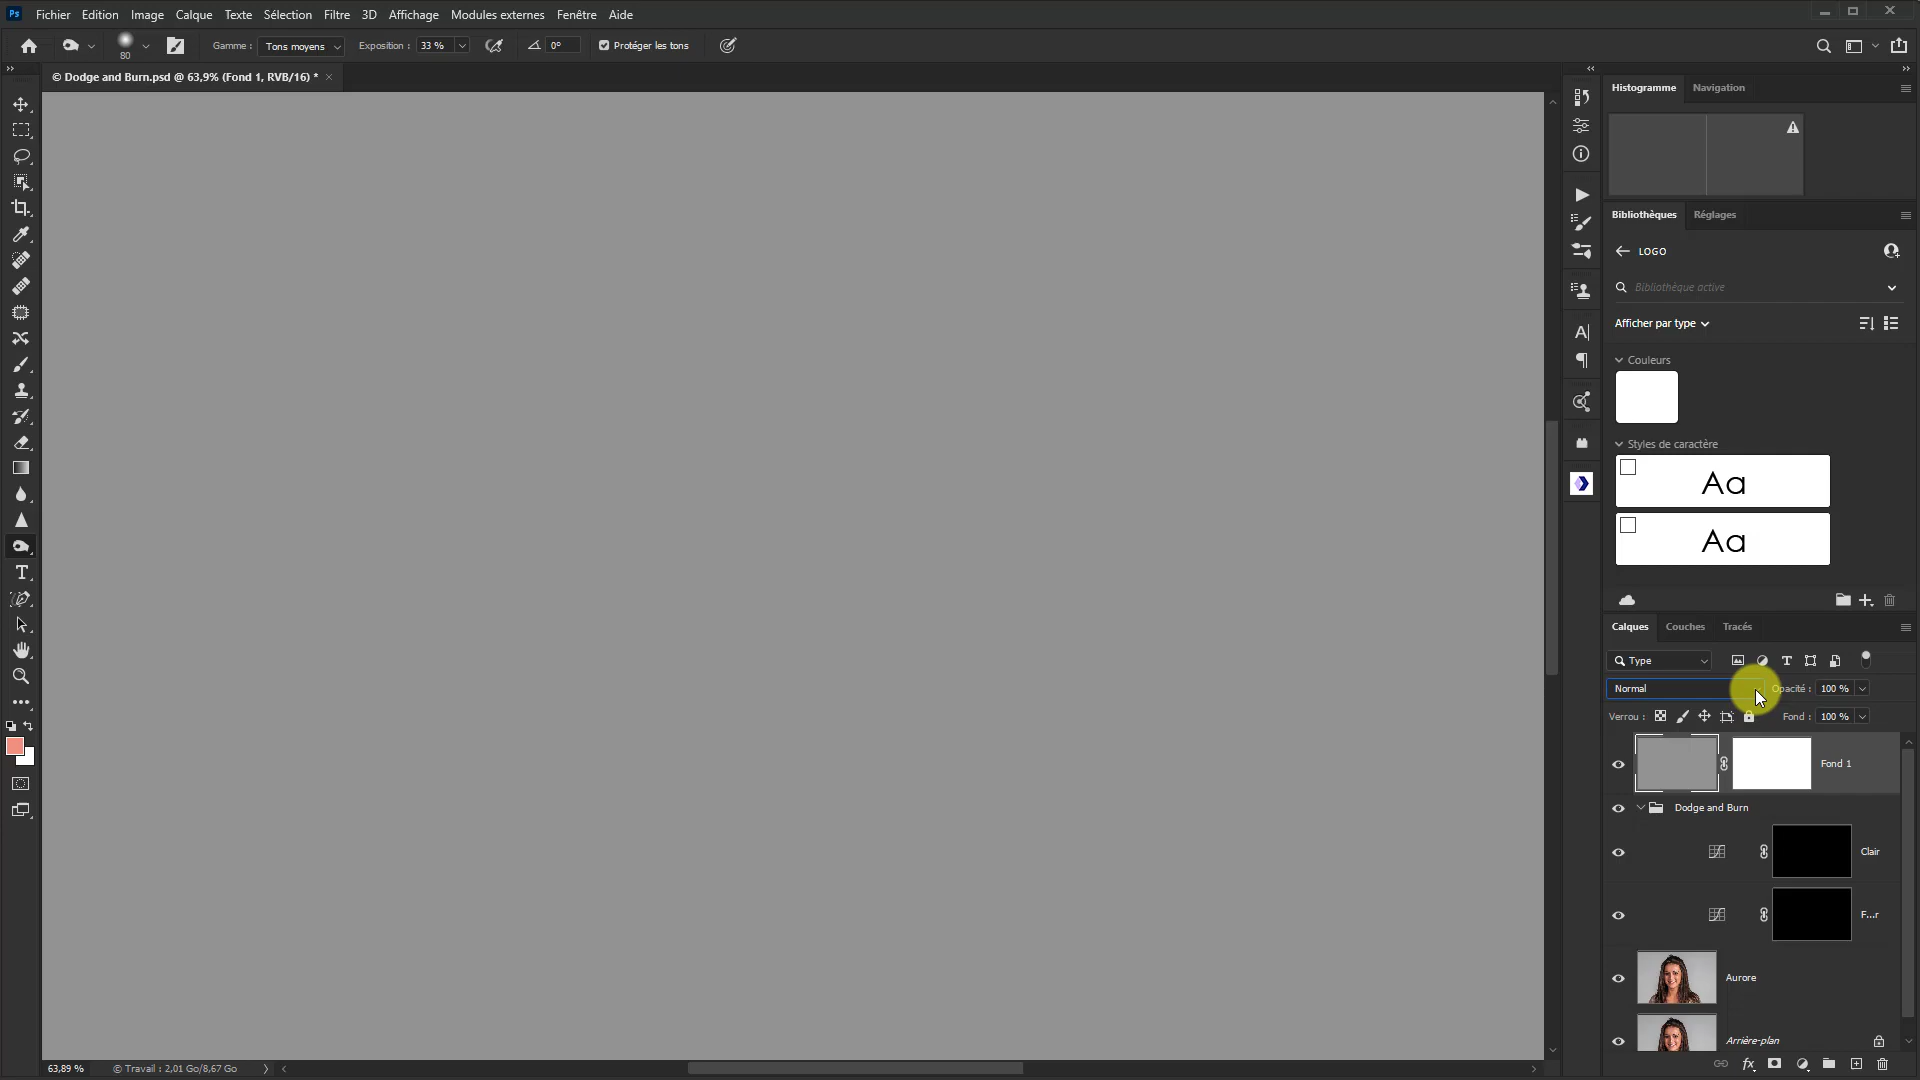 Ps
Fichier Edition Image Calque Texte Sélection Filtre 3D Affichage Modules externes Fenêtre Aide
80
Gamme : Tons moyens Exposition : 33 % 0° Protéger les tons
© Dodge and Burn.psd @ 63,9% (Fond 1, RVB/16) *
Histogramme Navigation
Bibliothèques Réglages
LOGO
Bibliothèque active
Afficher par type
Couleurs
Styles de caractère
Aa
Aa
Calques Couches Tracés
Type
Normal Opacité : 100 %
Verrou : Fond : 100 %
Fond 1
Dodge and Burn
Clair
F...r
Aurore
Arrière-plan
63,89 % © Travail : 2,01 Go/8,67 Go